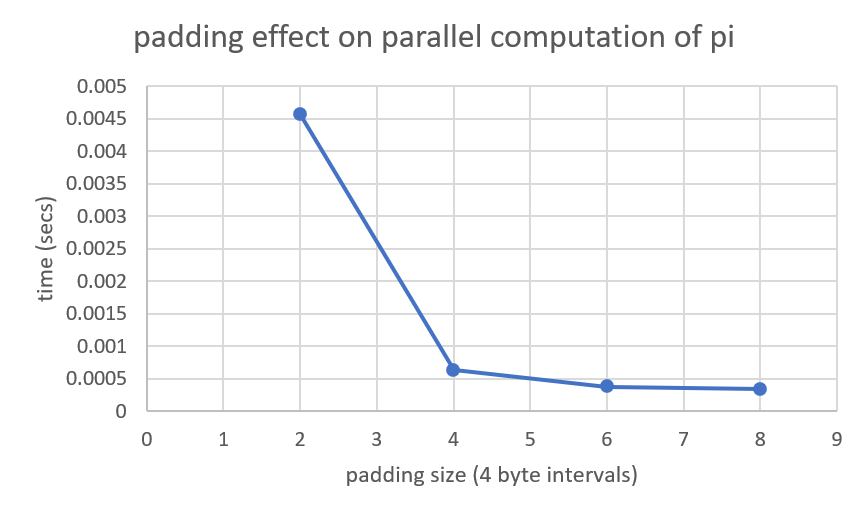 padding effect on parallel computation of pi
0.005
0.0045
0.004
0.0035
0.003
0.0025
0.002
0.0015
0.001
0.0005
0
time (secs)
0 1 2 3 4 5 6 7 8 9
padding size (4 byte intervals)